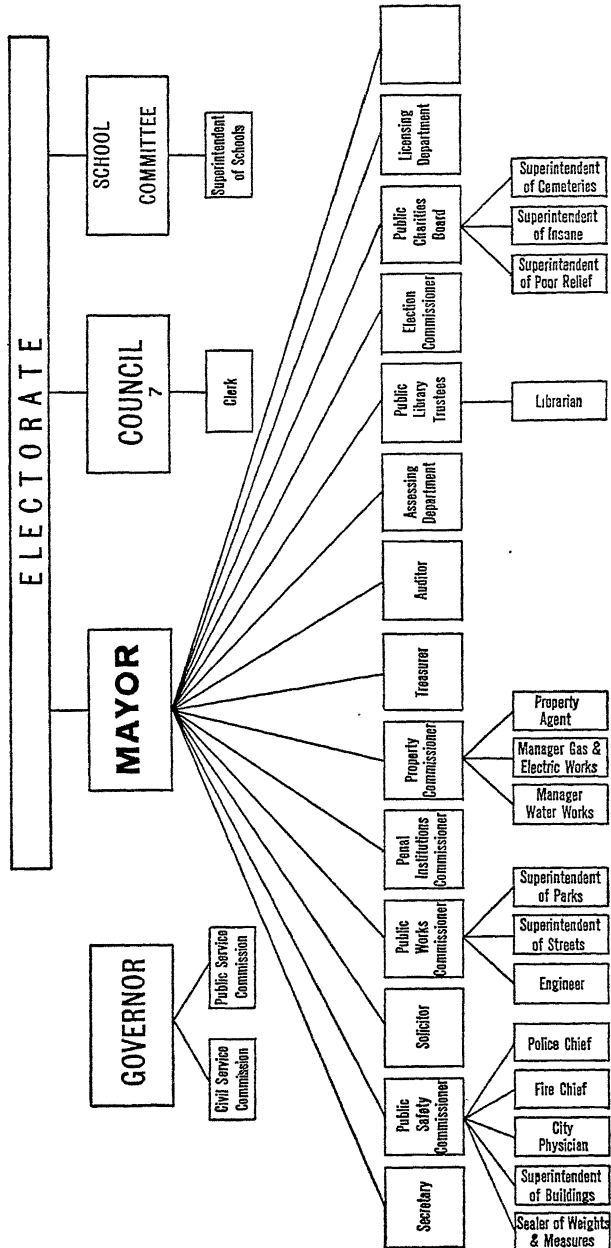 ELECTORATE
GOVERNOR
MAYOR
COUNCIL
7
SCHOOL
COMMITTEE
Civil Service
Commission
Public Service
Commission
Clerk
Superintendent
of Schools
Secretary
Public
Safety
Commissioner
Solicitor
Public
Works
Commissioner
Penal
Institutions
Commissioner
Property
Commissioner
Treasurer
Auditor
Assessing
Department
Public
Library
Trustees
Election
Commissioner
Public
Charities
Board
Licensing
Department
Sealer of Weights
& Measures
Superintendent
of Buildings
City
Physician
Fire Chief
Police Chief
Engineer
Superintendent
of Streets
Superintendent
of Parks
Manager
Water Works
Manager Gas &
Electric Works
Property
Agent
Librarian
Superintendent
of Poor Relief
Superintendent
of Insane
Superintendent
of Cemeteries